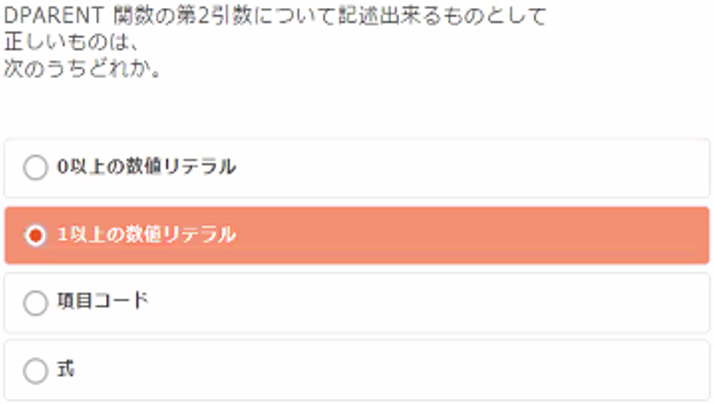 DPARENT 関数の第2引数について記述出来るものとして
正しいものは、
次のうちどれか。
0以上の数値リテラル
1以上の数値リテラル
項目コード
式